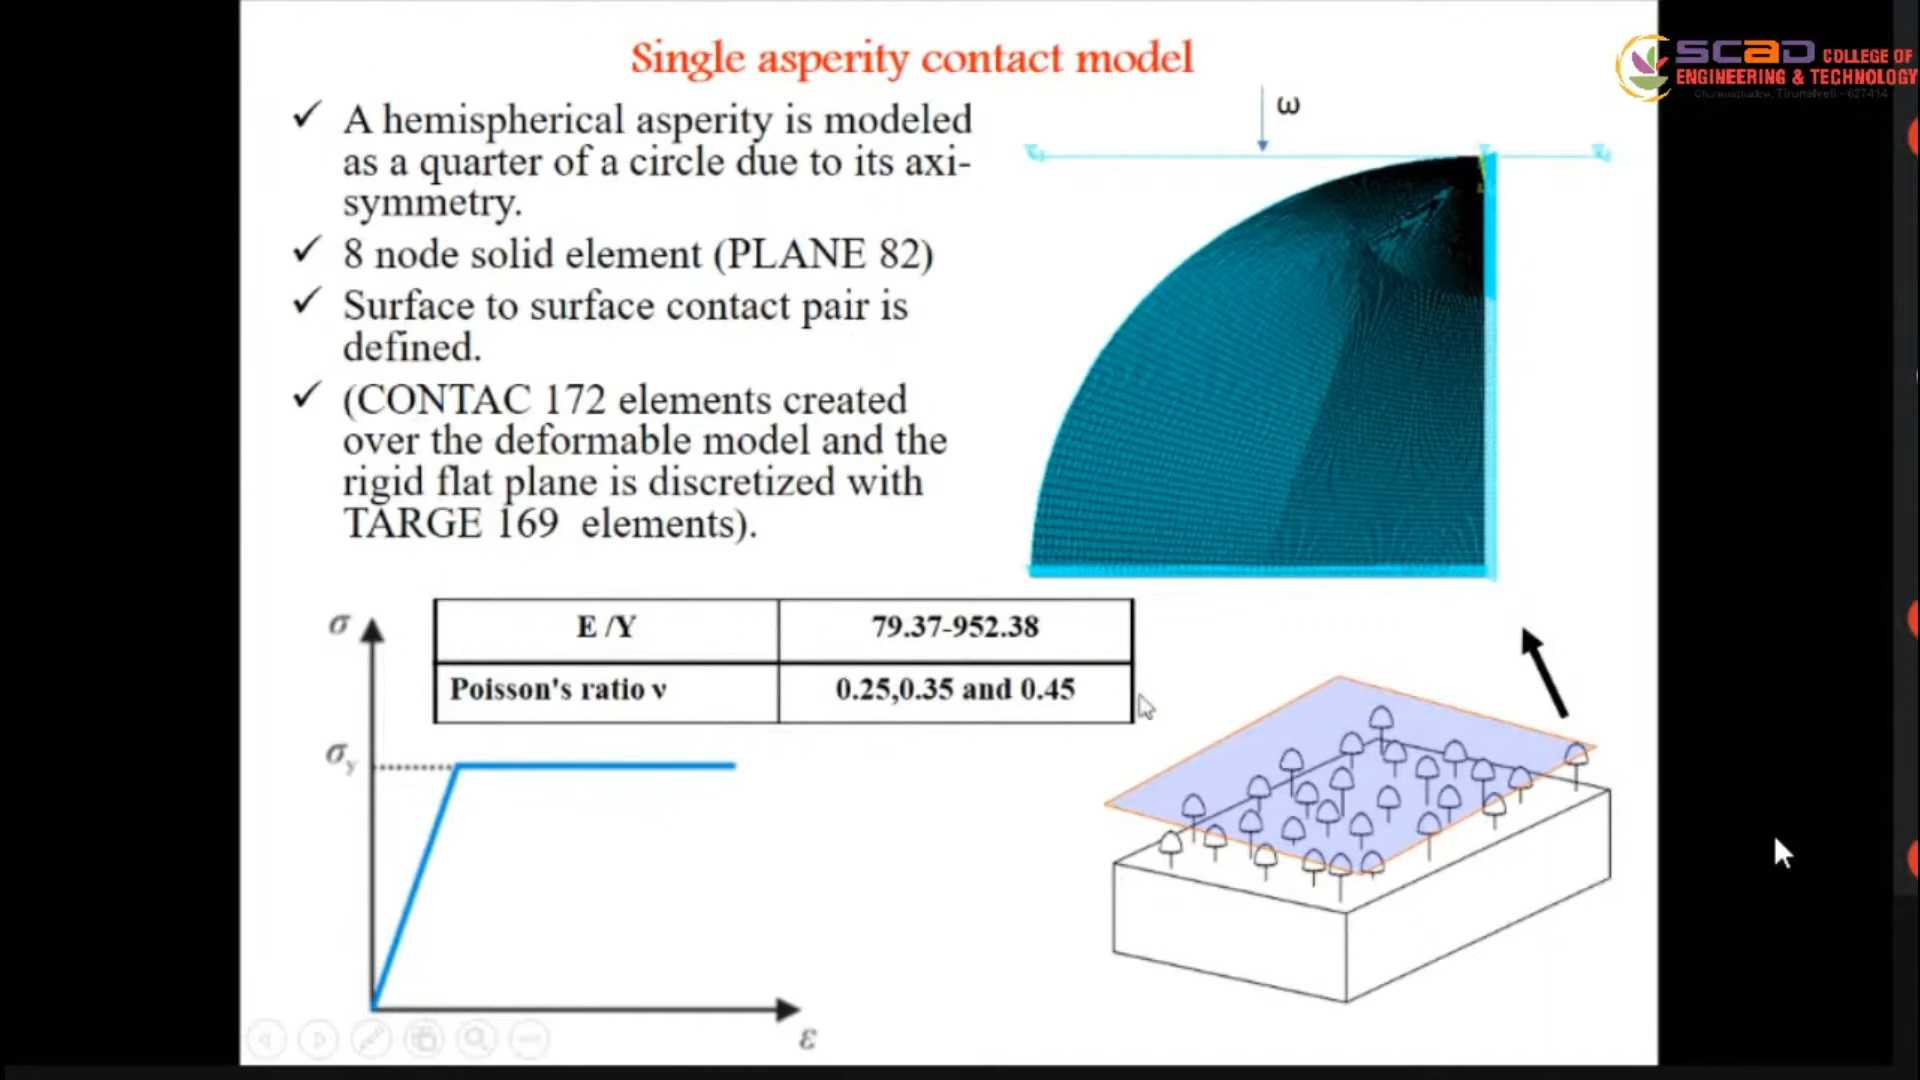 Single asperity contact model
SCAD COLLEGE OF
ENGINEERING & TECHNOLOGY
Tirunelveli - 627414
ω
✓ A hemispherical asperity is modeled
as a quarter of a circle due to its axi-
symmetry.
✓ 8 node solid element (PLANE 82)
✓ Surface to surface contact pair is
defined.
✓ (CONTAC 172 elements created
over the deformable model and the
rigid flat plane is discretized with
TARGE 169 elements).
E /Y 79.37-952.38
Poisson's ratio ν 0.25,0.35 and 0.45
σ
σy
ε